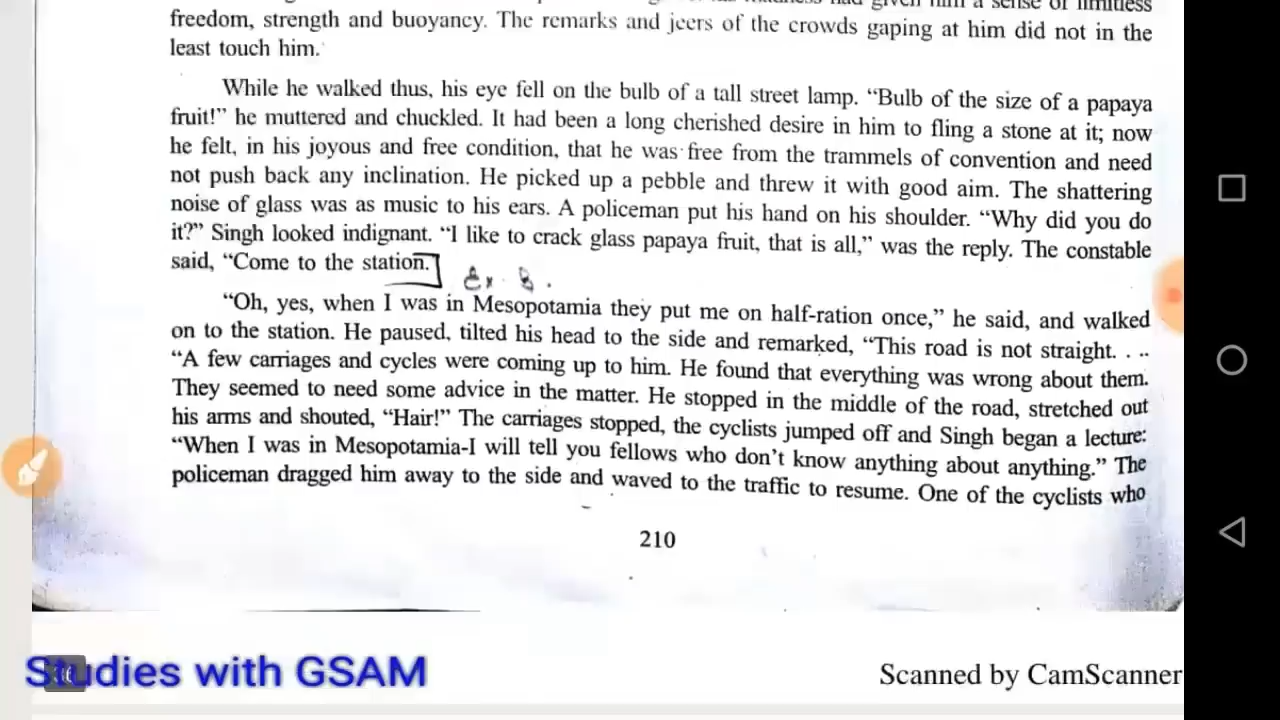 freedom, strength and buoyancy. The remarks and jeers of the crowds gaping at him did not in the
least touch him.
While he walked thus, his eye fell on the bulb of a tall street lamp. “Bulb of the size of a papaya
fruit!” he muttered and chuckled. It had been a long cherished desire in him to fling a stone at it; now
he felt, in his joyous and free condition, that he was free from the trammels of convention and need
not push back any inclination. He picked up a pebble and threw it with good aim. The shattering
noise of glass was as music to his ears. A policeman put his hand on his shoulder. “Why did you do
it?” Singh looked indignant. “I like to crack glass papaya fruit, that is all,” was the reply. The constable
said, “Come to the station.
“Oh, yes, when I was in Mesopotamia they put me on half-ration once,” he said, and walked
on to the station. He paused, tilted his head to the side and remarked, “This road is not straight. . ..
“A few carriages and cycles were coming up to him. He found that everything was wrong about them.
They seemed to need some advice in the matter. He stopped in the middle of the road, stretched out
his arms and shouted, “Hair!” The carriages stopped, the cyclists jumped off and Singh began a lecture:
“When I was in Mesopotamia-I will tell you fellows who don’t know anything about anything.” The
policeman dragged him away to the side and waved to the traffic to resume. One of the cyclists who
210
Studies with GSAM
Scanned by CamScanner